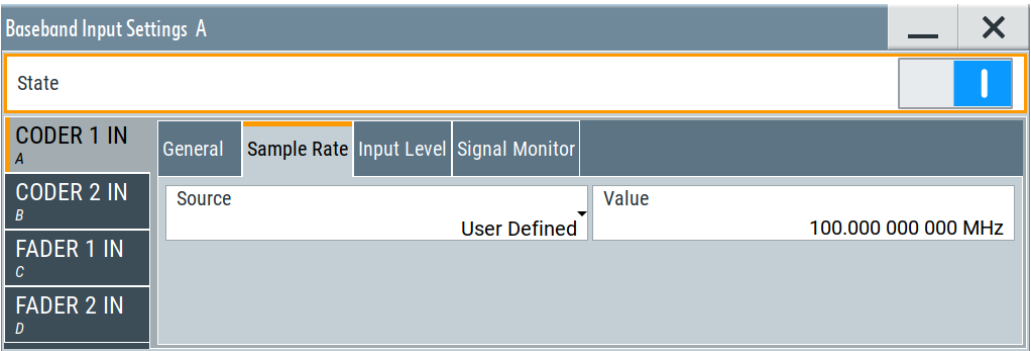 Baseband Input Settings A
State
CODER 1 IN
A
CODER 2 IN
B
FADER 1 IN
C
FADER 2 IN
D
General Sample Rate Input Level Signal Monitor
Source
User Defined
Value
100.000 000 000 MHz